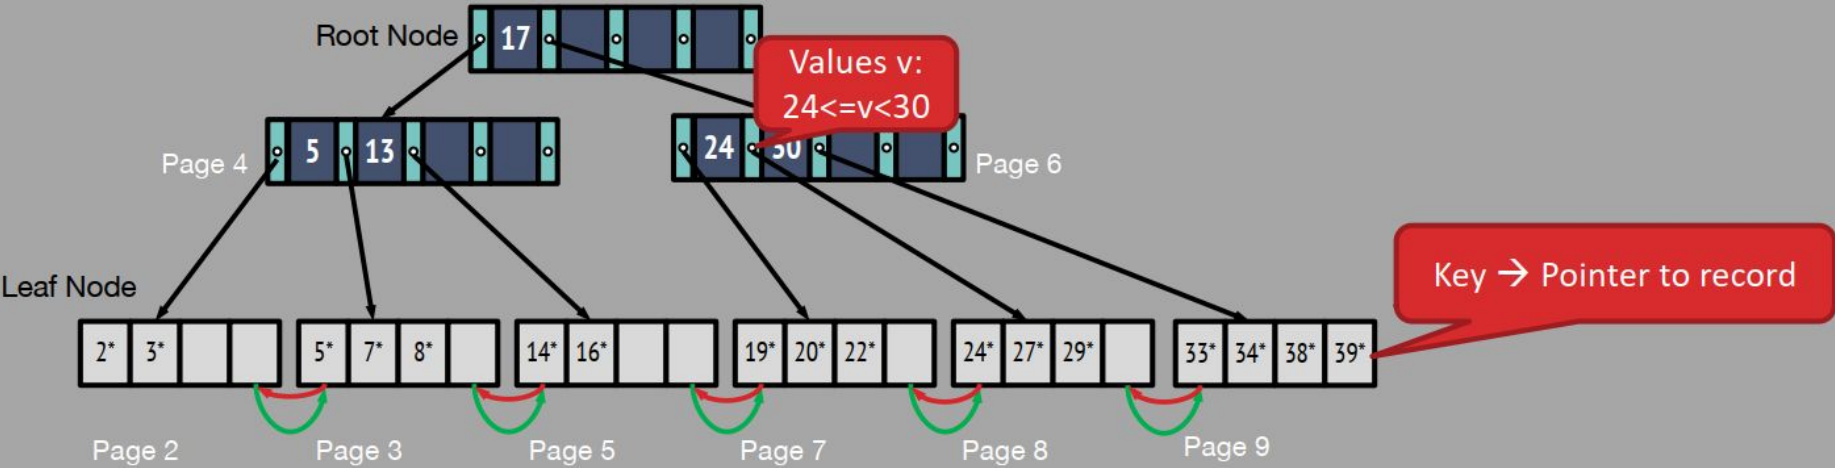 Root Node
17
Values v:
24<=v<30
Page 4
5 13
24 30
Page 6
Leaf Node
Key → Pointer to record
2* 3*
5* 7* 8*
14* 16*
19* 20* 22*
24* 27* 29*
33* 34* 38* 39*
Page 2
Page 3
Page 5
Page 7
Page 8
Page 9